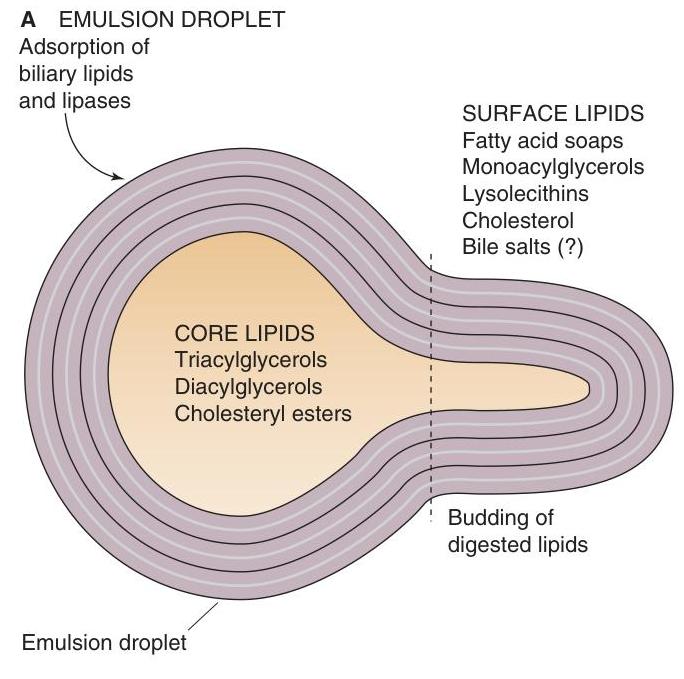 A EMULSION DROPLET
Adsorption of
biliary lipids
and lipases
SURFACE LIPIDS
Fatty acid soaps
Monoacylglycerols
Lysolecithins
Cholesterol
Bile salts (?)
CORE LIPIDS
Triacylglycerols
Diacylglycerols
Cholesteryl esters
Budding of
digested lipids
Emulsion droplet